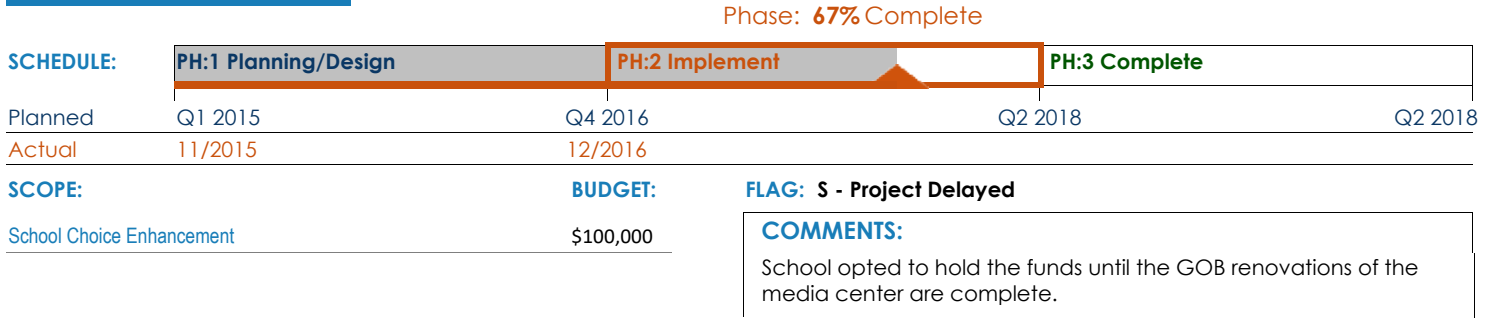 Phase: 67% Complete
SCHEDULE: PH:1 Planning/Design PH:2 Implement PH:3 Complete
Planned Q1 2015 Q4 2016 Q2 2018 Q2 2018
Actual 11/2015 12/2016
SCOPE: BUDGET: FLAG: S - Project Delayed
School Choice Enhancement $100,000
COMMENTS:
School opted to hold the funds until the GOB renovations of the
media center are complete.